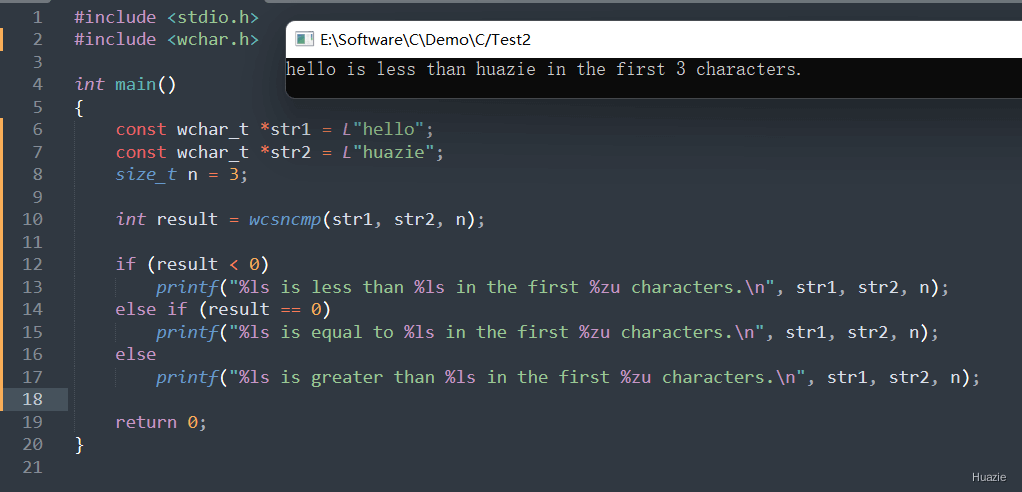 1 #include <stdio.h>
2 #include <wchar.h>
3
4 int main()
5 {
6     const wchar_t *str1 = L"hello";
7     const wchar_t *str2 = L"huazie";
8     size_t n = 3;
9
10     int result = wcsncmp(str1, str2, n);
11
12     if (result < 0)
13         printf("%ls is less than %ls in the first %zu characters.\n", str1, str2, n);
14     else if (result == 0)
15         printf("%ls is equal to %ls in the first %zu characters.\n", str1, str2, n);
16     else
17         printf("%ls is greater than %ls in the first %zu characters.\n", str1, str2, n);
18
19     return 0;
20 }
21
E:\Software\C\Demo\C/Test2
hello is less than huazie in the first 3 characters.
Huazie